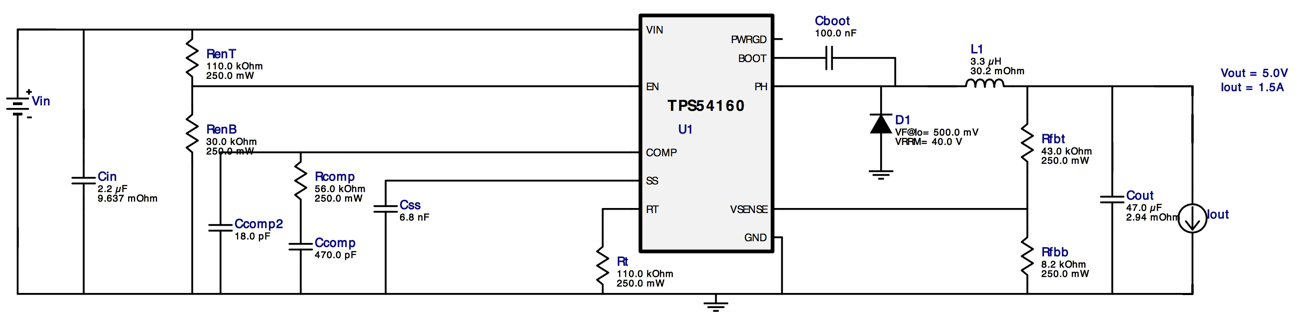 Cboot
100.0 nF
VIN
PWRGD
BOOT
L1
3.3 µH
30.2 mOhm
RenT
110.0 kOhm
250.0 mW
Vout = 5.0V
Iout = 1.5A
EN
PH
+
Vin
-
TPS54160
U1
D1
VF@Io= 500.0 mV
VRRM= 40.0 V
RenB
30.0 kOhm
250.0 mW
Rfbt
43.0 kOhm
250.0 mW
COMP
Cin
2.2 µF
9.637 mOhm
Rcomp
56.0 kOhm
250.0 mW
SS
Css
6.8 nF
RT
VSENSE
Cout
47.0 µF
2.94 mOhm
Iout
Ccomp2
18.0 pF
Ccomp
470.0 pF
GND
Rt
110.0 kOhm
250.0 mW
Rfbb
8.2 kOhm
250.0 mW